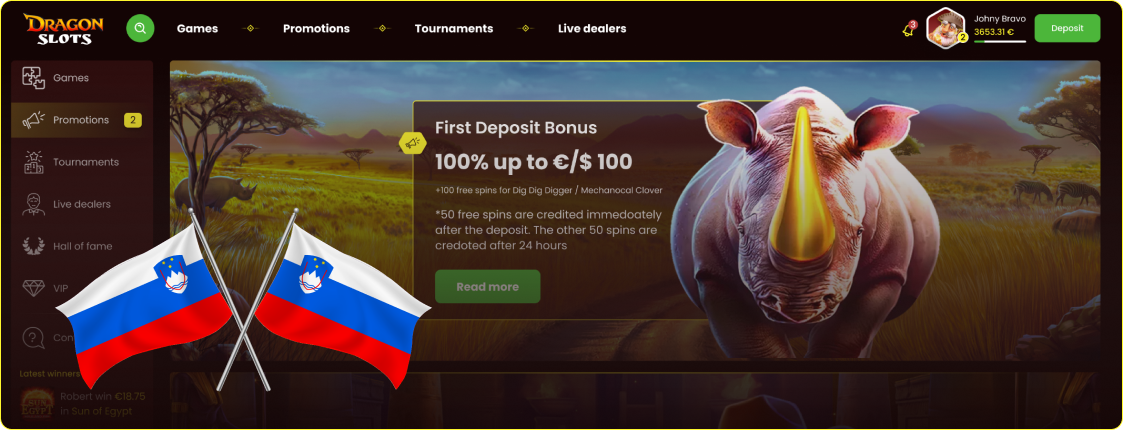 DRAGON
SLOTS
Games
Promotions
Tournaments
Live dealers
3
2
Johny Bravo
3653.31 €
Deposit
Games
Promotions
2
Tournaments
Live dealers
Hall of fame
VIP
Con
Latest winners
Robert win €18.75
in Sun of Egypt
First Deposit Bonus
100% up to €/$ 100
+100 free spins for Dig Dig Digger / Mechanocal Clover
*50 free spins are credited immedoately
after the deposit. The other 50 spins are
credoted after 24 hours
Read more